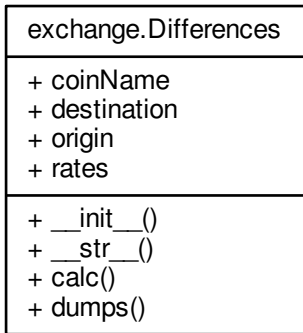 exchange.Differences
+ coinName
+ destination
+ origin
+ rates
+ __init__()
+ __str__()
+ calc()
+ dumps()